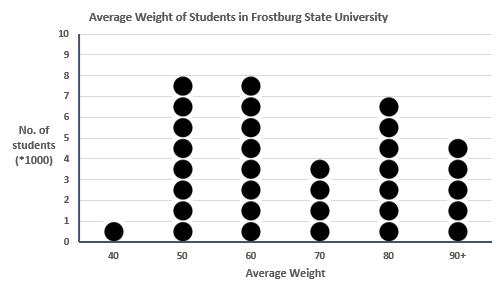 Average Weight of Students in Frostburg State University
10
9
8
7
6
5
4
3
2
1
0
No. of
students
(*1000)
40 50 60 70 80 90+
Average Weight